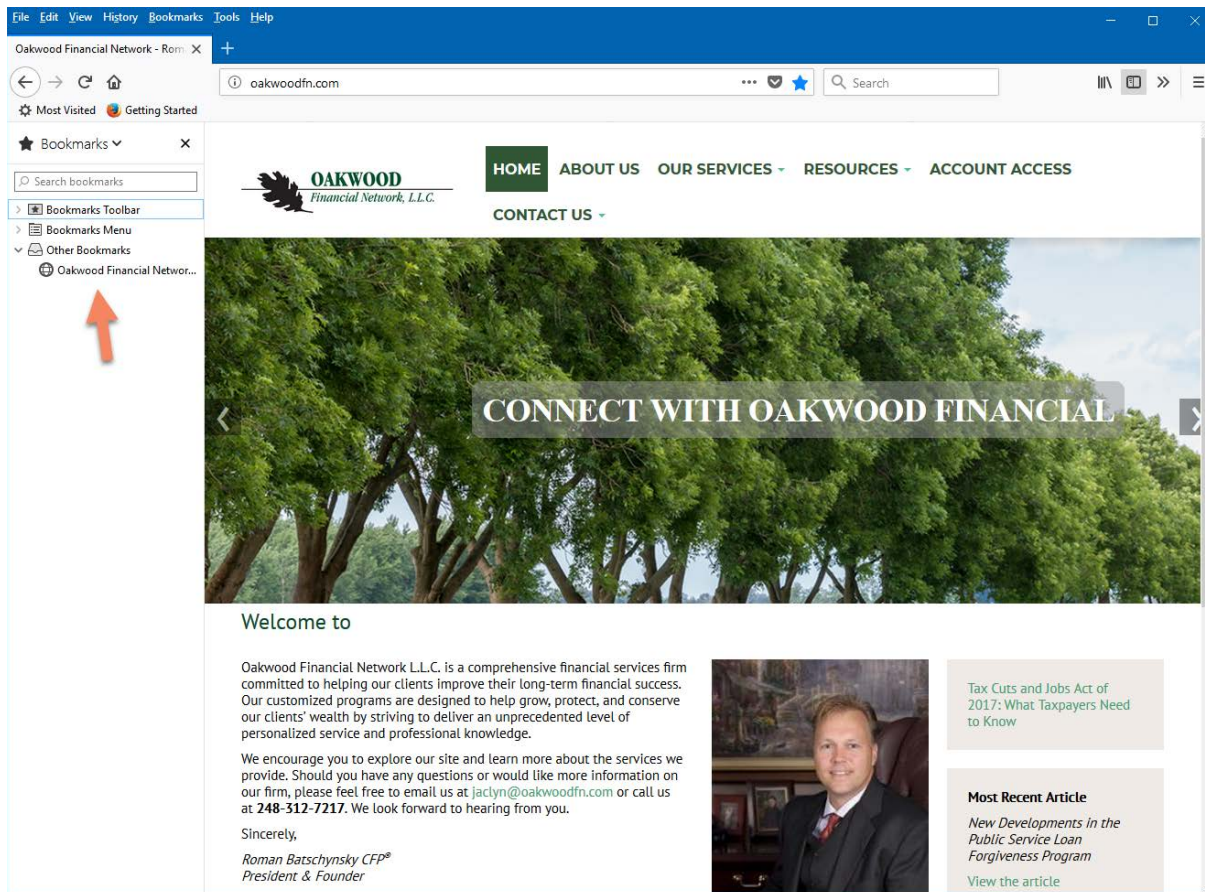 File Edit View History Bookmarks Tools Help
Oakwood Financial Network - Rom
oakwoodfn.com
Search
Most Visited Getting Started
Bookmarks
Search bookmarks
Bookmarks Toolbar
Bookmarks Menu
Other Bookmarks
Oakwood Financial Networ...
OAKWOOD
Financial Network, L.L.C.
HOME ABOUT US OUR SERVICES RESOURCES ACCOUNT ACCESS
CONTACT US
CONNECT WITH OAKWOOD FINANCIAL
Welcome to
Oakwood Financial Network L.L.C. is a comprehensive financial services firm
committed to helping our clients improve their long-term financial success.
Our customized programs are designed to help grow, protect, and conserve
our clients' wealth by striving to deliver an unprecedented level of
personalized service and professional knowledge.
We encourage you to explore our site and learn more about the services we
provide. Should you have any questions or would like more information on
our firm, please feel free to email us at jaclyn@oakwoodfn.com or call us
at 248-312-7217. We look forward to hearing from you.
Sincerely,
Roman Batschynsky CFP®
President & Founder
Tax Cuts and Jobs Act of
2017: What Taxpayers Need
to Know
Most Recent Article
New Developments in the
Public Service Loan
Forgiveness Program
View the article